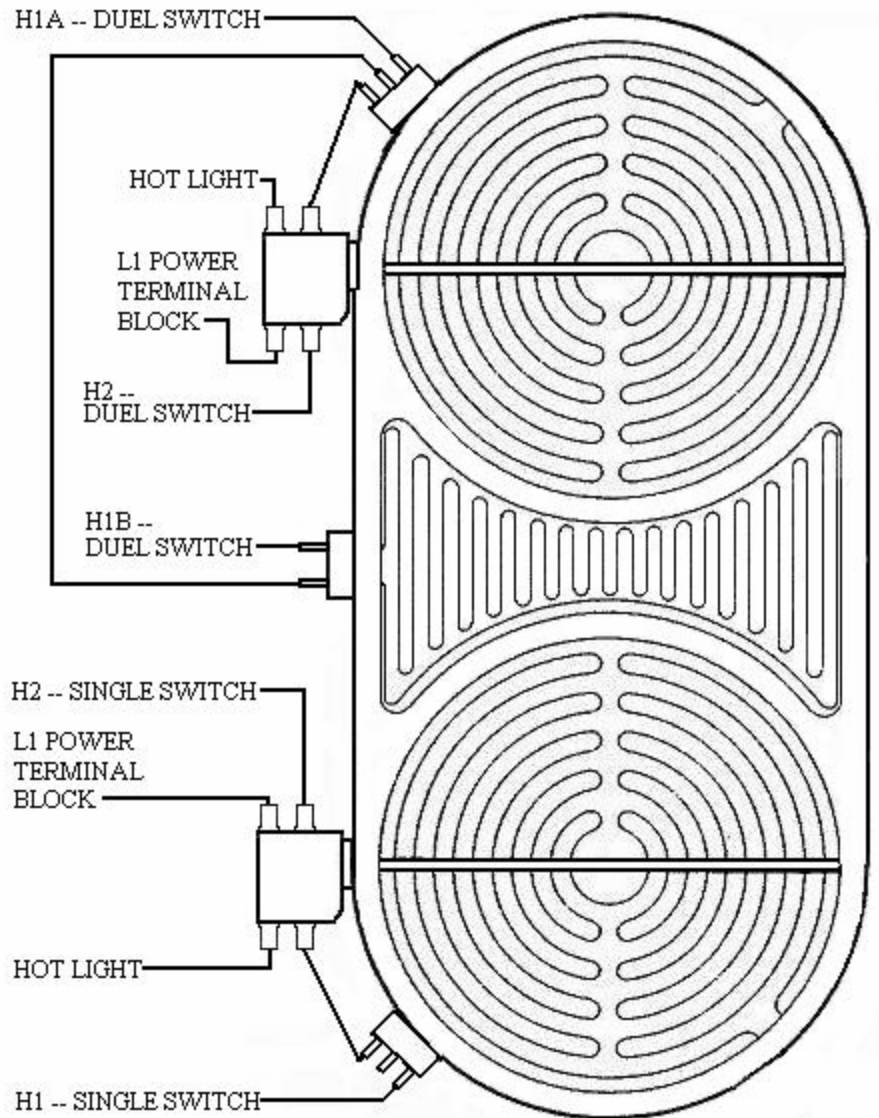 H1A -- DUEL SWITCH
HOT LIGHT
L1 POWER
TERMINAL
BLOCK
H2 --
DUEL SWITCH
H1B --
DUEL SWITCH
H2 -- SINGLE SWITCH
L1 POWER
TERMINAL
BLOCK
HOT LIGHT
H1 -- SINGLE SWITCH